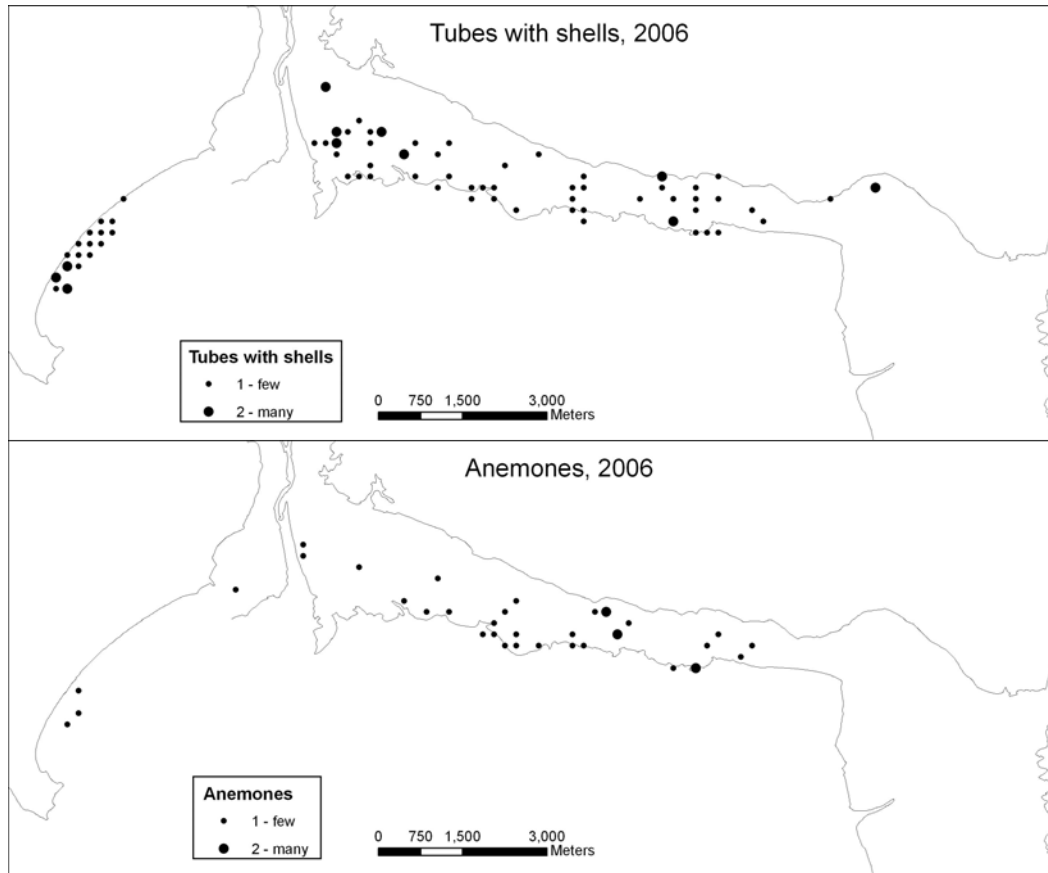 Tubes with shells, 2006
Tubes with shells
1 - few
2 - many
0 750 1,500 3,000
Meters
Anemones, 2006
Anemones
1 - few
2 - many
0 750 1,500 3,000
Meters